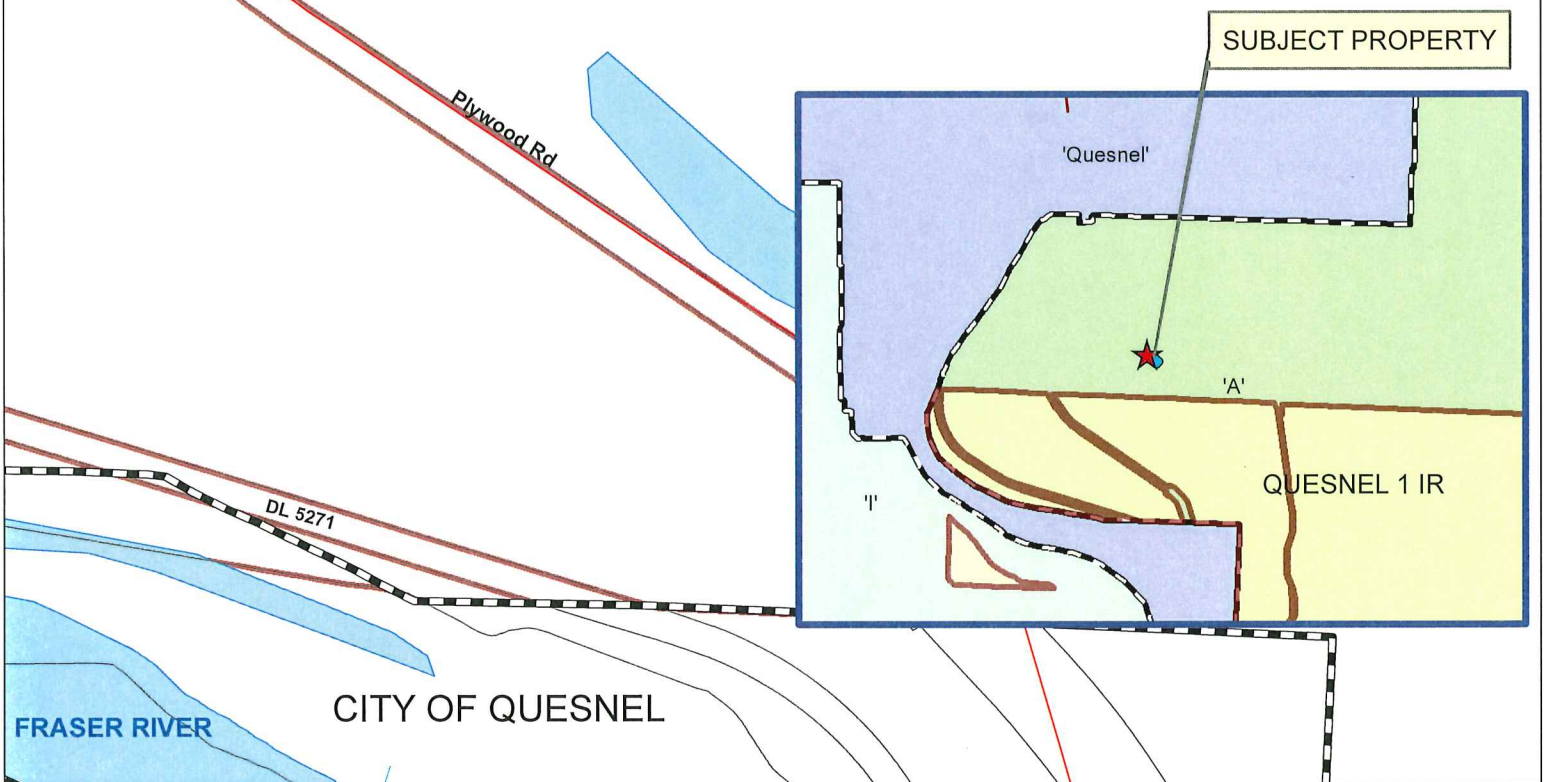 SUBJECT PROPERTY
Plywood Rd
'Quesnel'
'A'
QUESNEL 1 IR
'I'
DL 5271
CITY OF QUESNEL
FRASER RIVER